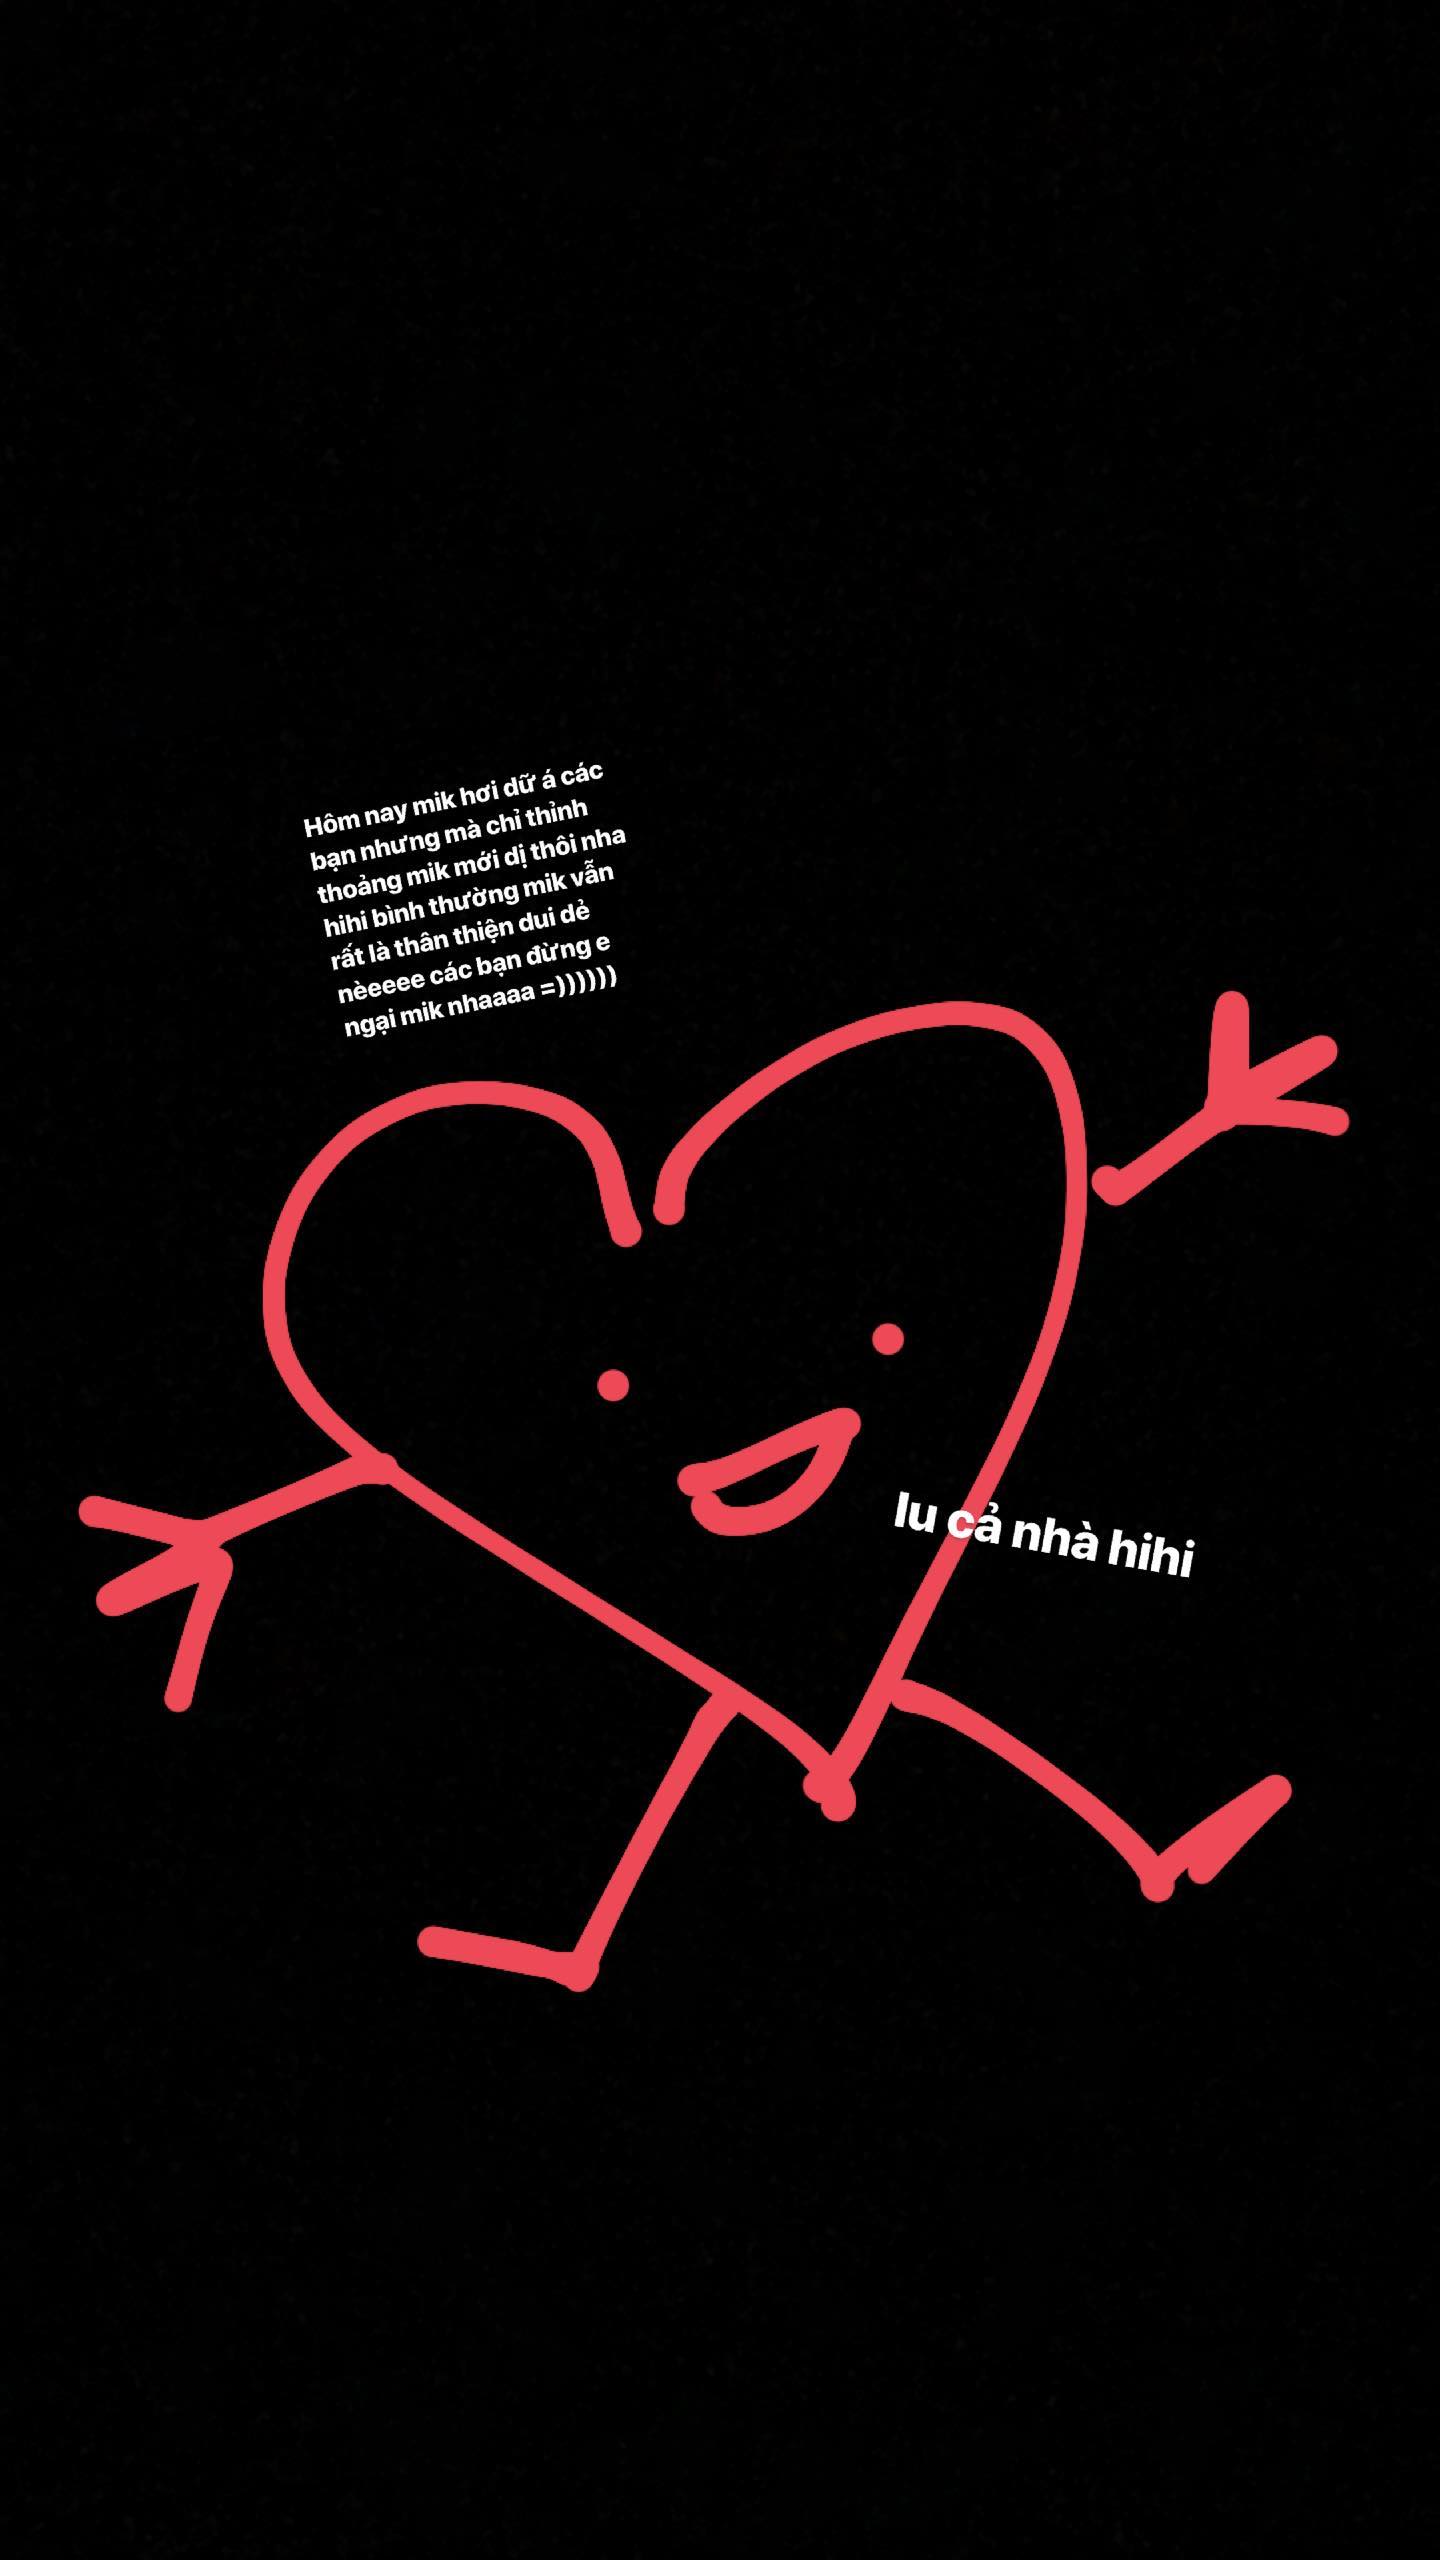 Hôm nay mik hơi dữ á các
bạn nhưng mà chỉ thỉnh
thoảng mik mới dị thôi nha
hihi bình thường mik vẫn
rất là thân thiện dui dẻ
nèeeee các bạn đừng e
ngại mik nhaaaa =))))))
Iu cả nhà hihi